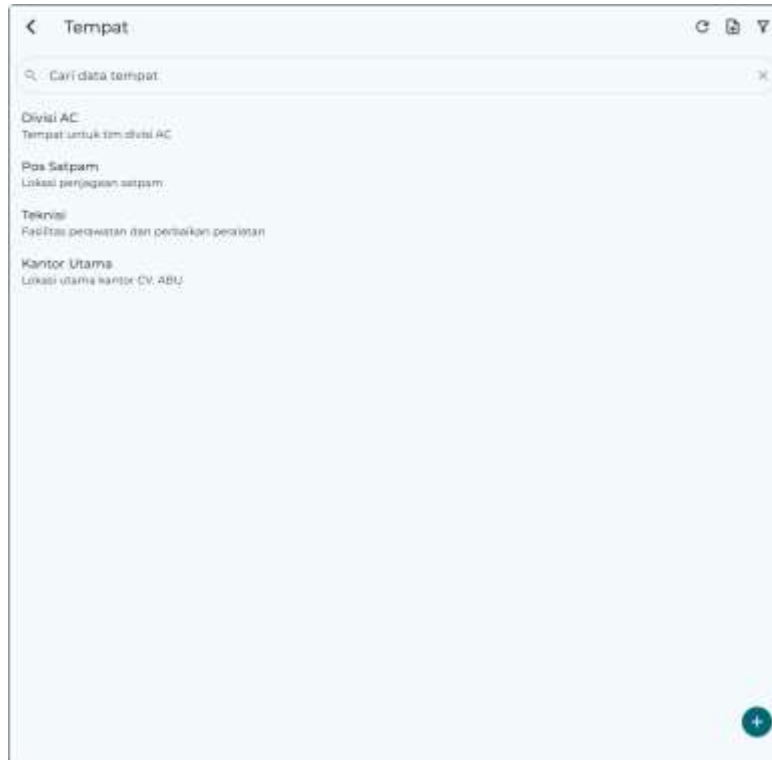 Tempat
Cari data tempat
Divisi AC
Tempat untuk tim divisi AC
Pos Satpam
Lokasi penjagaan satpam
Teknisi
Fasilitas perawatan dan perbaikan peralatan
Kantor Utama
Lokasi utama kantor CV. ABU